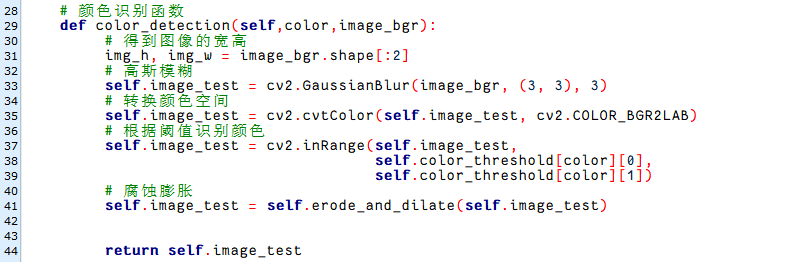 28 # 颜色识别函数
29 def color_detection(self,color,image_bgr):
30 # 得到图像的宽高
31 img_h, img_w = image_bgr.shape[:2]
32 # 高斯模糊
33 self.image_test = cv2.GaussianBlur(image_bgr, (3, 3), 3)
34 # 转换颜色空间
35 self.image_test = cv2.cvtColor(self.image_test, cv2.COLOR_BGR2LAB)
36 # 根据阈值识别颜色
37 self.image_test = cv2.inRange(self.image_test,
38 self.color_threshold[color][0],
39 self.color_threshold[color][1])
40 # 腐蚀膨胀
41 self.image_test = self.erode_and_dilate(self.image_test)
42
43
44 return self.image_test